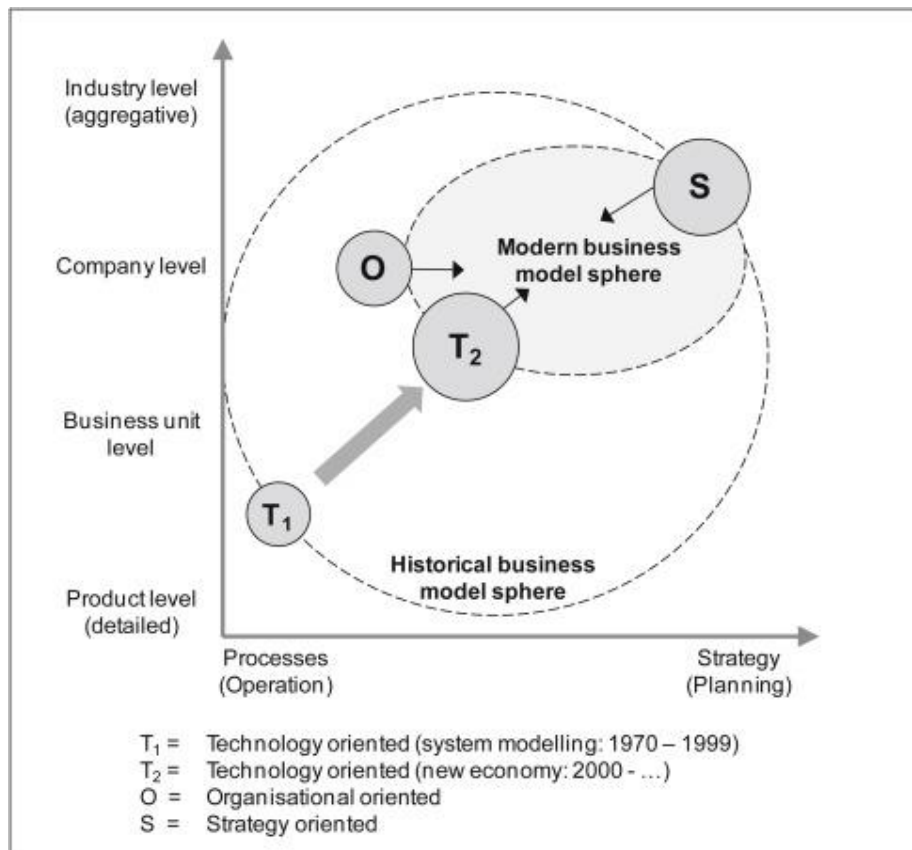 Industry level
(aggregative)
S
Modern business
model sphere
Company level
O
T₂
Business unit
level
T₁
Historical business
model sphere
Product level
(detailed)
Processes
(Operation)
Strategy
(Planning)
T₁ = Technology oriented (system modelling: 1970 – 1999)
T₂ = Technology oriented (new economy: 2000 - ...)
O = Organisational oriented
S = Strategy oriented